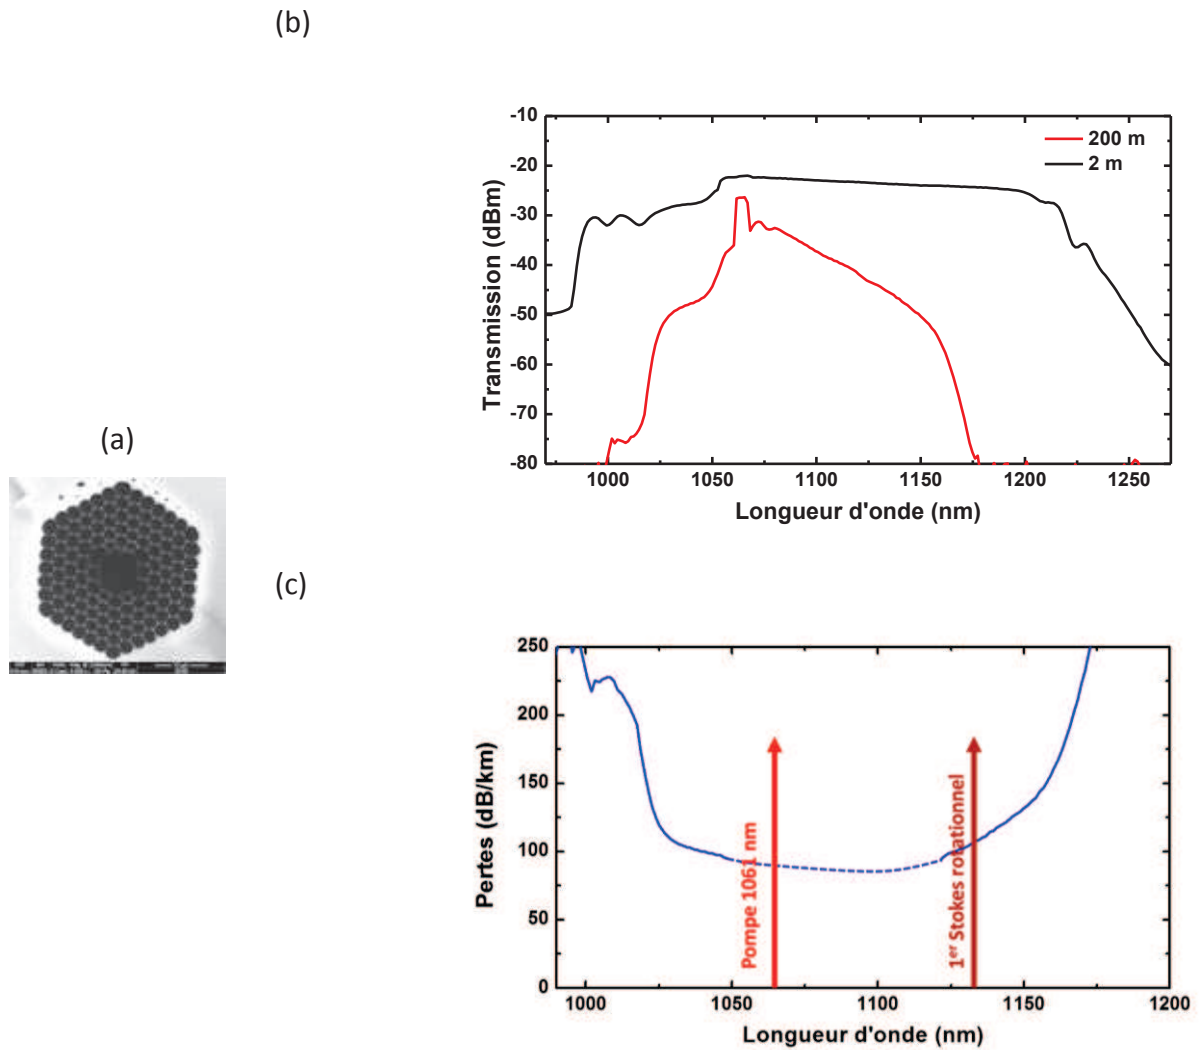 (b)
-10
-20
-30
-40
-50
-60
-70
-80
Transmission (dBm)
200 m
2 m
1000 1050 1100 1150 1200 1250
Longueur d'onde (nm)
(a)
(c)
250
200
150
100
50
0
Pertes (dB/km)
Pompe 1061 nm
1er Stokes rotationnel
1000 1050 1100 1150 1200
Longueur d'onde (nm)